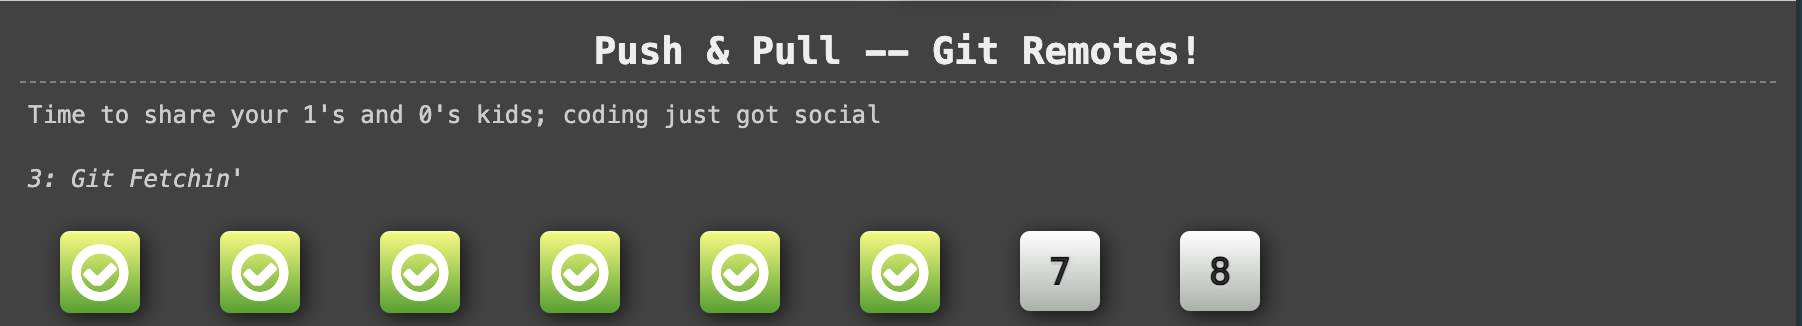 Push & Pull -- Git Remotes!
Time to share your 1's and 0's kids; coding just got social
3: Git Fetchin'
7 8